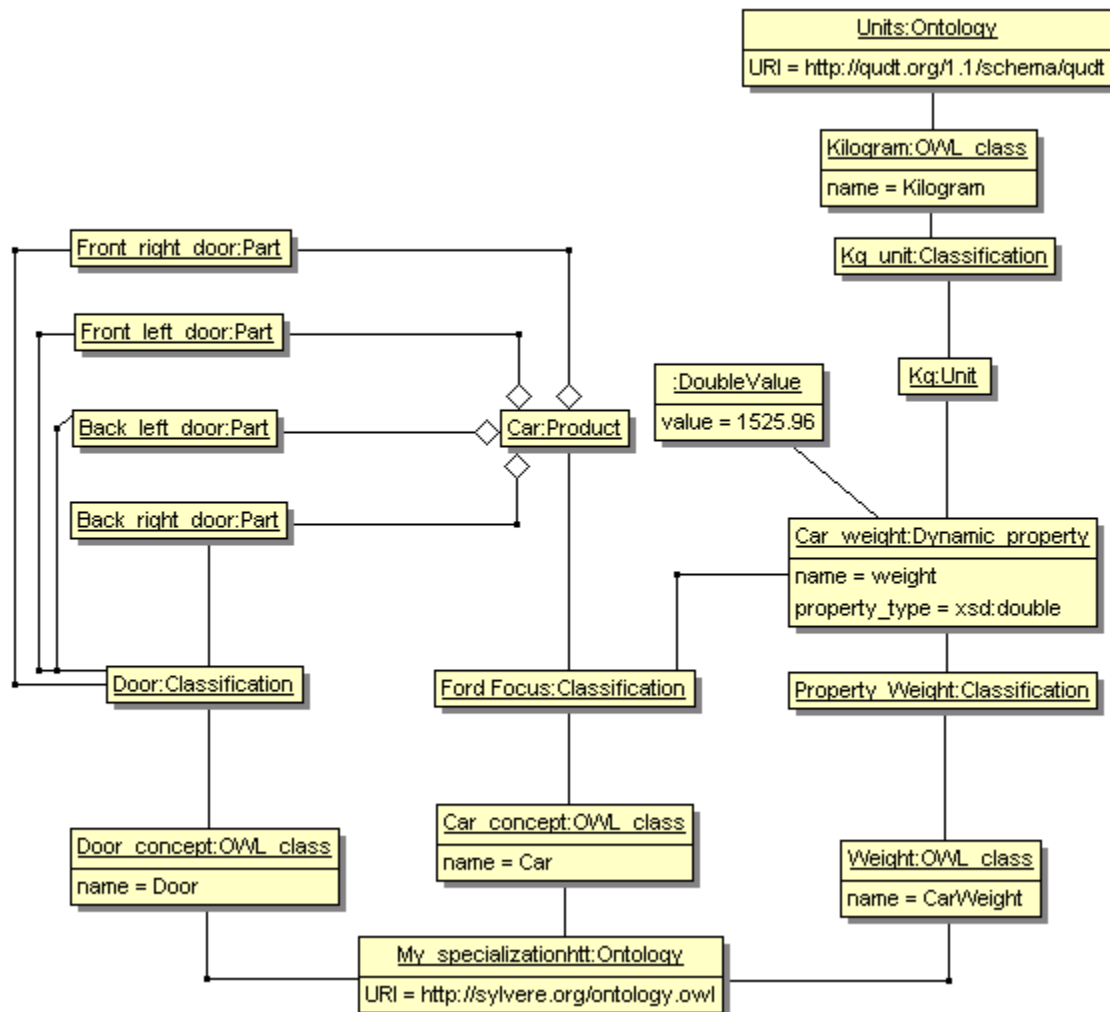 Units:Ontology
URI = http://qudt.org/1.1/schema/qudt
Kilogram:OWL_class
name = Kilogram
Front_right_door:Part
Kg_unit:Classification
Front_left_door:Part
:DoubleValue
value = 1525.96
Kg:Unit
Back_left_door:Part
Car:Product
Back_right_door:Part
Car_weight:Dynamic_property
name = weight
property_type = xsd:double
Door:Classification
Ford Focus:Classification
Property_Weight:Classification
Door_concept:OWL_class
name = Door
Car_concept:OWL_class
name = Car
Weight:OWL_class
name = CarWeight
My_specializationhtt:Ontology
URI = http://sylvere.org/ontology.owl